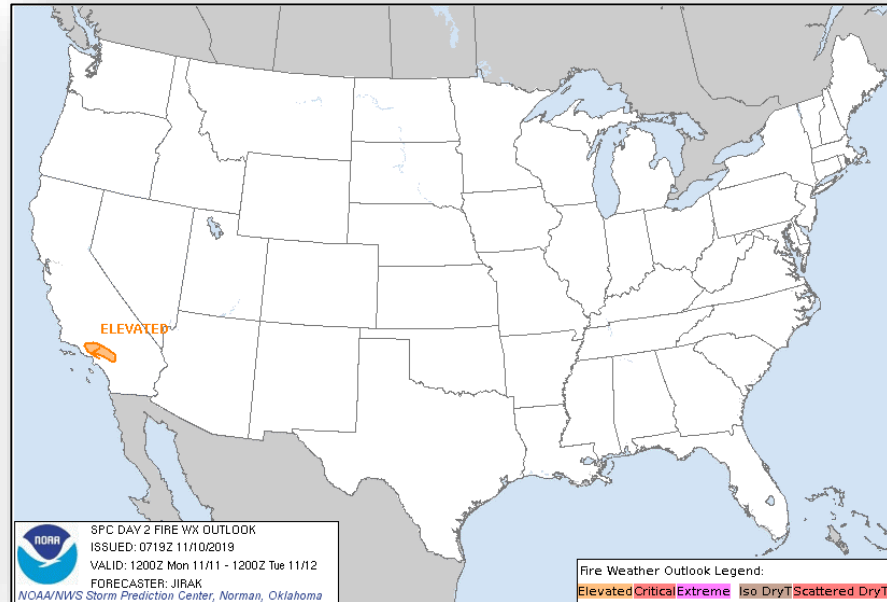 ELEVATED
NOAA
SPC DAY 2 FIRE WX OUTLOOK
ISSUED: 0719Z 11/10/2019
VALID: 1200Z Mon 11/11 - 1200Z Tue 11/12
FORECASTER: JIRAK
NOAA/NWS Storm Prediction Center, Norman, Oklahoma
Fire Weather Outlook Legend:
Elevated Critical Extreme Iso DryT Scattered DryT